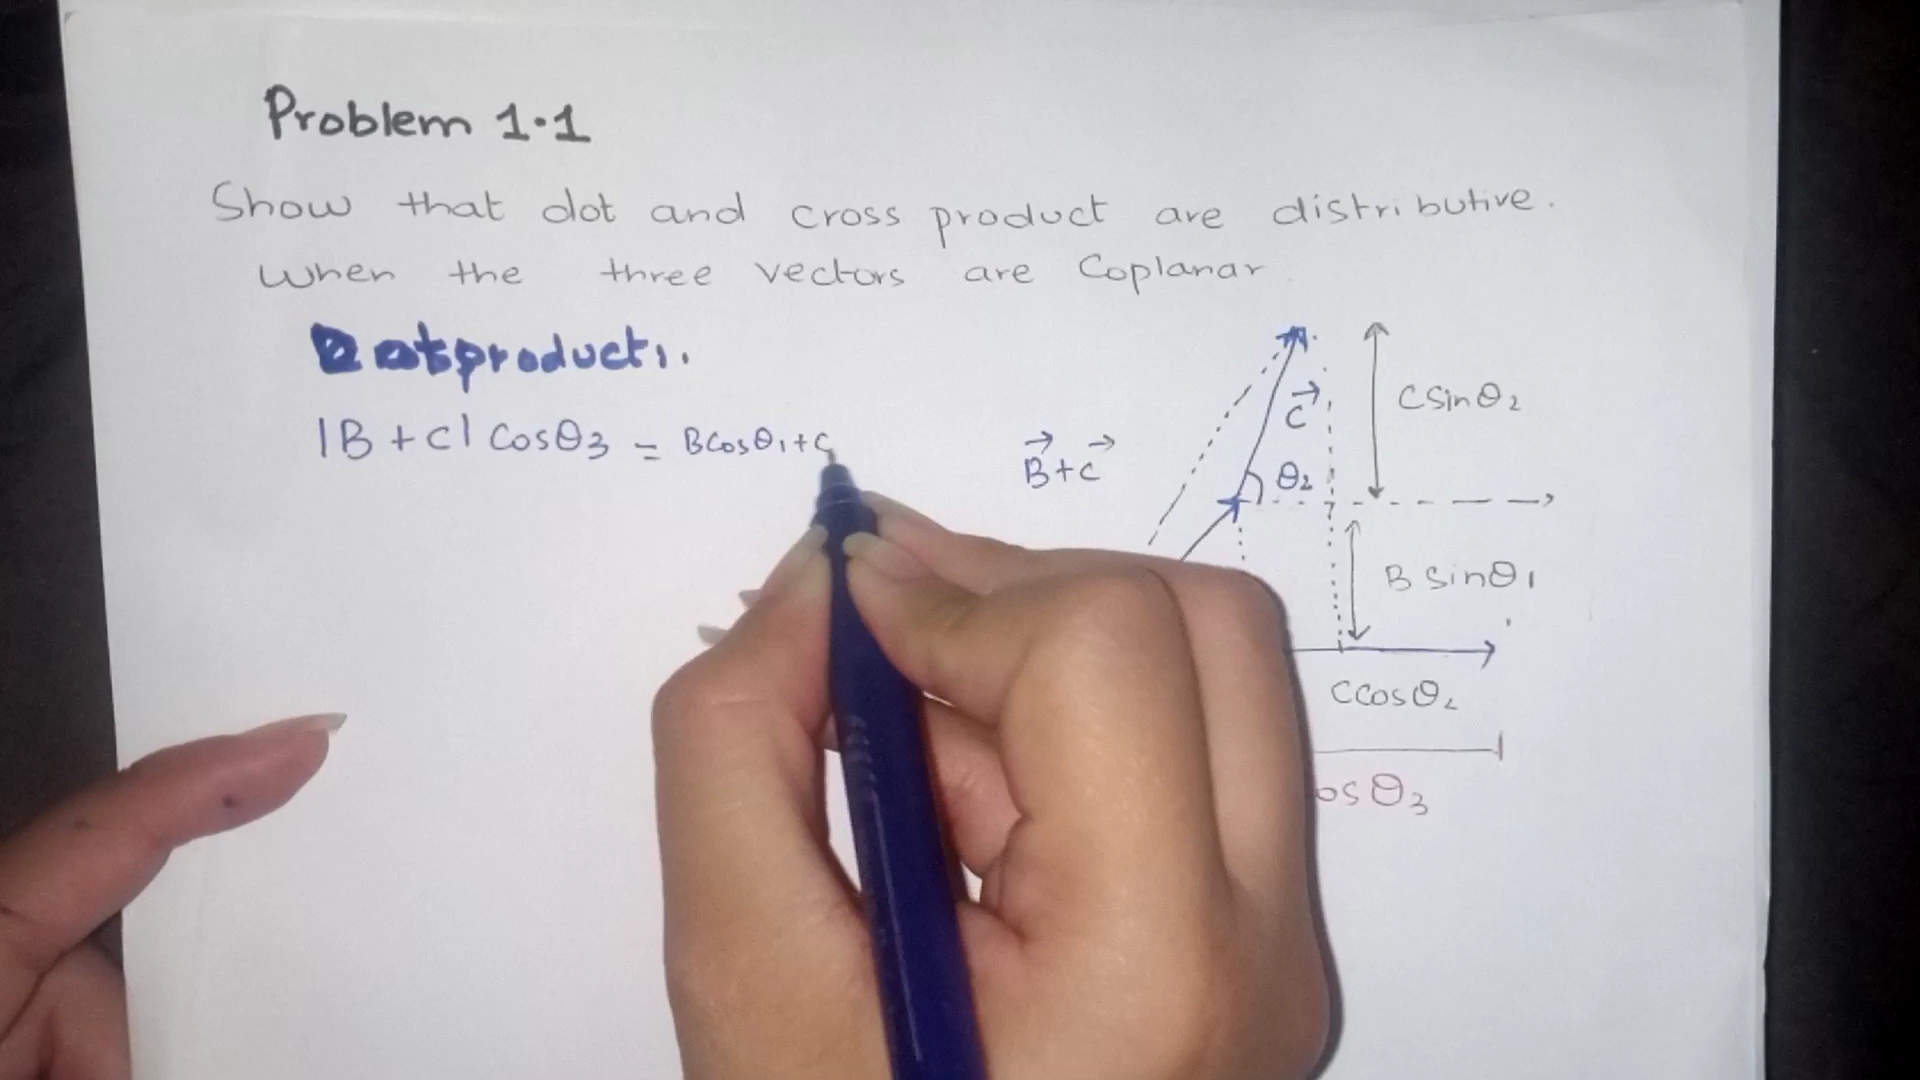 Problem 1.1
Show that dot and cross product are distributive.
When the three vectors are Coplanar
Dotproduct:.
|B + C| Cosθ3 = BCosθ1+C
B+C
C
θ2
CSinθ2
B Sinθ1
CCosθ2
osθ3